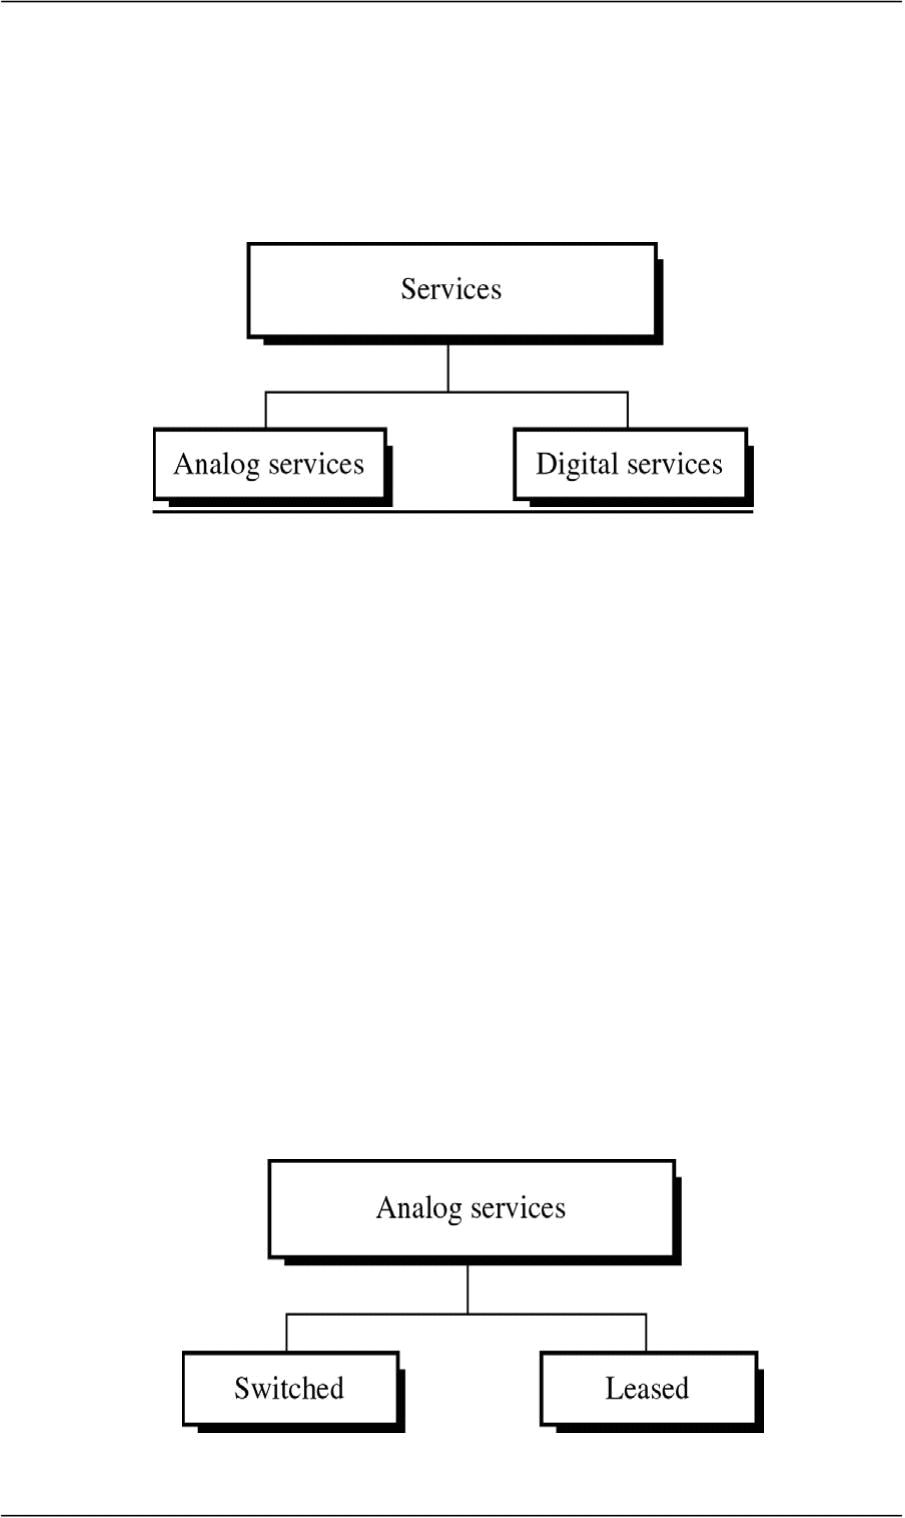 Services
Analog services
Digital services
Analog services
Switched
Leased